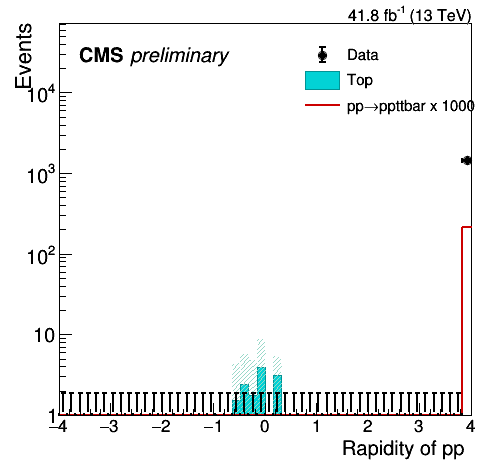 41.8 fb⁻¹ (13 TeV)
Events
CMS preliminary
Data
Top
pp→ppttbar x 1000
10⁴
10³
10²
10
1
−4 −3 −2 −1 0 1 2 3 4
Rapidity of pp